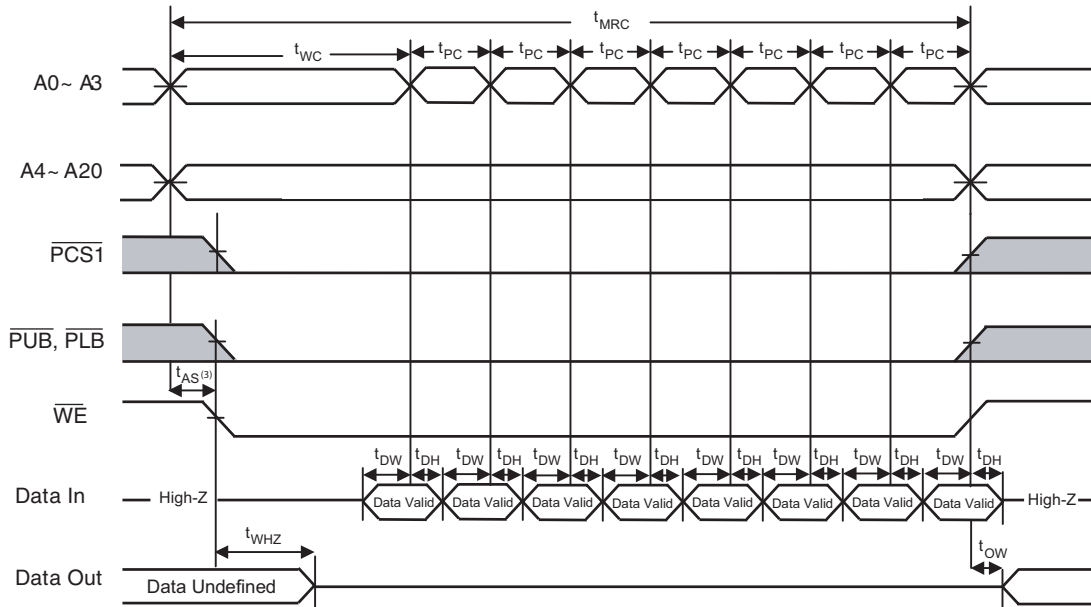 tMRC
tWC tPC tPC tPC tPC tPC tPC tPC
A0~ A3
A4~ A20
PCS1
PUB, PLB
tAS(3)
WE
tDW tDH tDW tDH tDW tDH tDW tDH tDW tDH tDW tDH tDW tDH tDW tDH
Data In High-Z Data Valid Data Valid Data Valid Data Valid Data Valid Data Valid Data Valid Data Valid High-Z
tWHZ tOW
Data Out Data Undefined